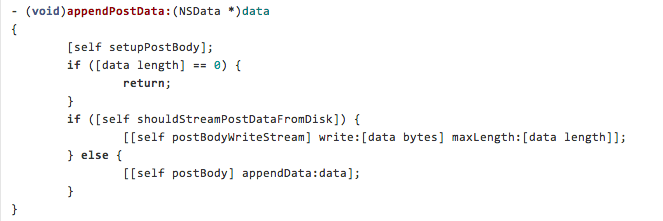 - (void)appendPostData:(NSData *)data
{
        [self setupPostBody];
        if ([data length] == 0) {
                return;
        }
        if ([self shouldStreamPostDataFromDisk]) {
                [[self postBodyWriteStream] write:[data bytes] maxLength:[data length]];
        } else {
                [[self postBody] appendData:data];
        }
}